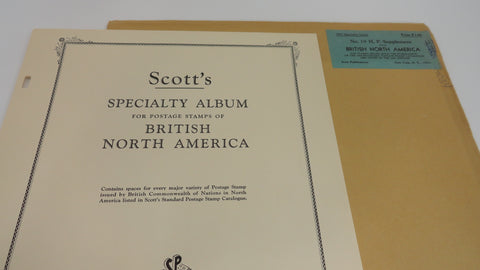 Scott's
SPECIALTY ALBUM
FOR POSTAGE STAMPS OF
BRITISH
NORTH AMERICA
Contains spaces for every major variety of Postage Stamp
issued by British Commonwealth of Nations in North
America listed in Scott's Standard Postage Stamp Catalogue.
SP
Supplement
BRITISH NORTH AMERICA